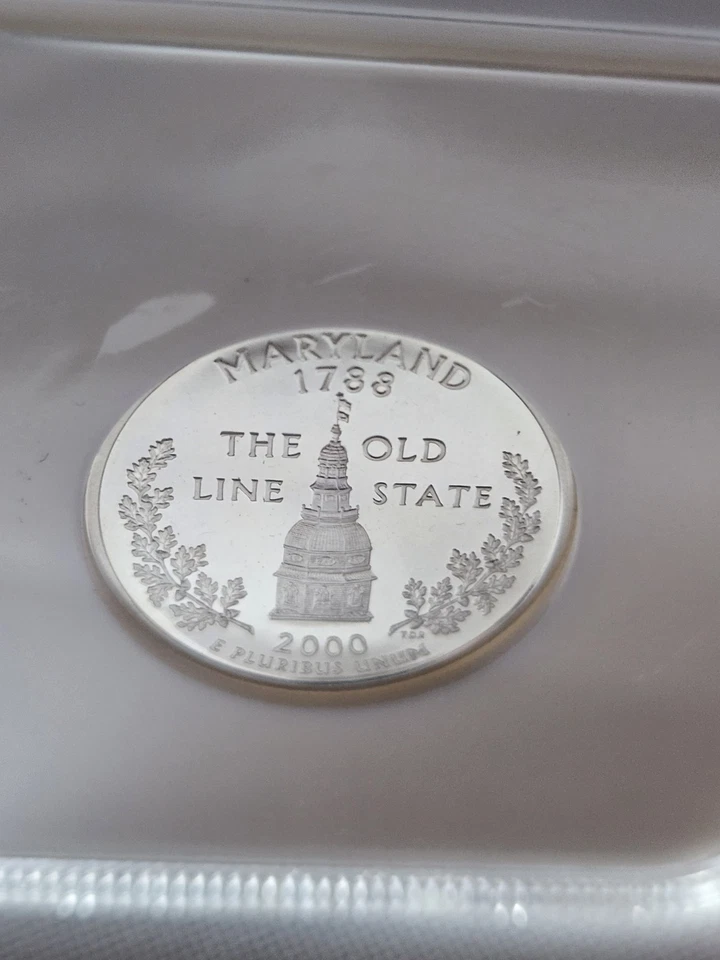 MARYLAND
1788
THE OLD
LINE STATE
2000
T.D.R
E PLURIBUS UNUM